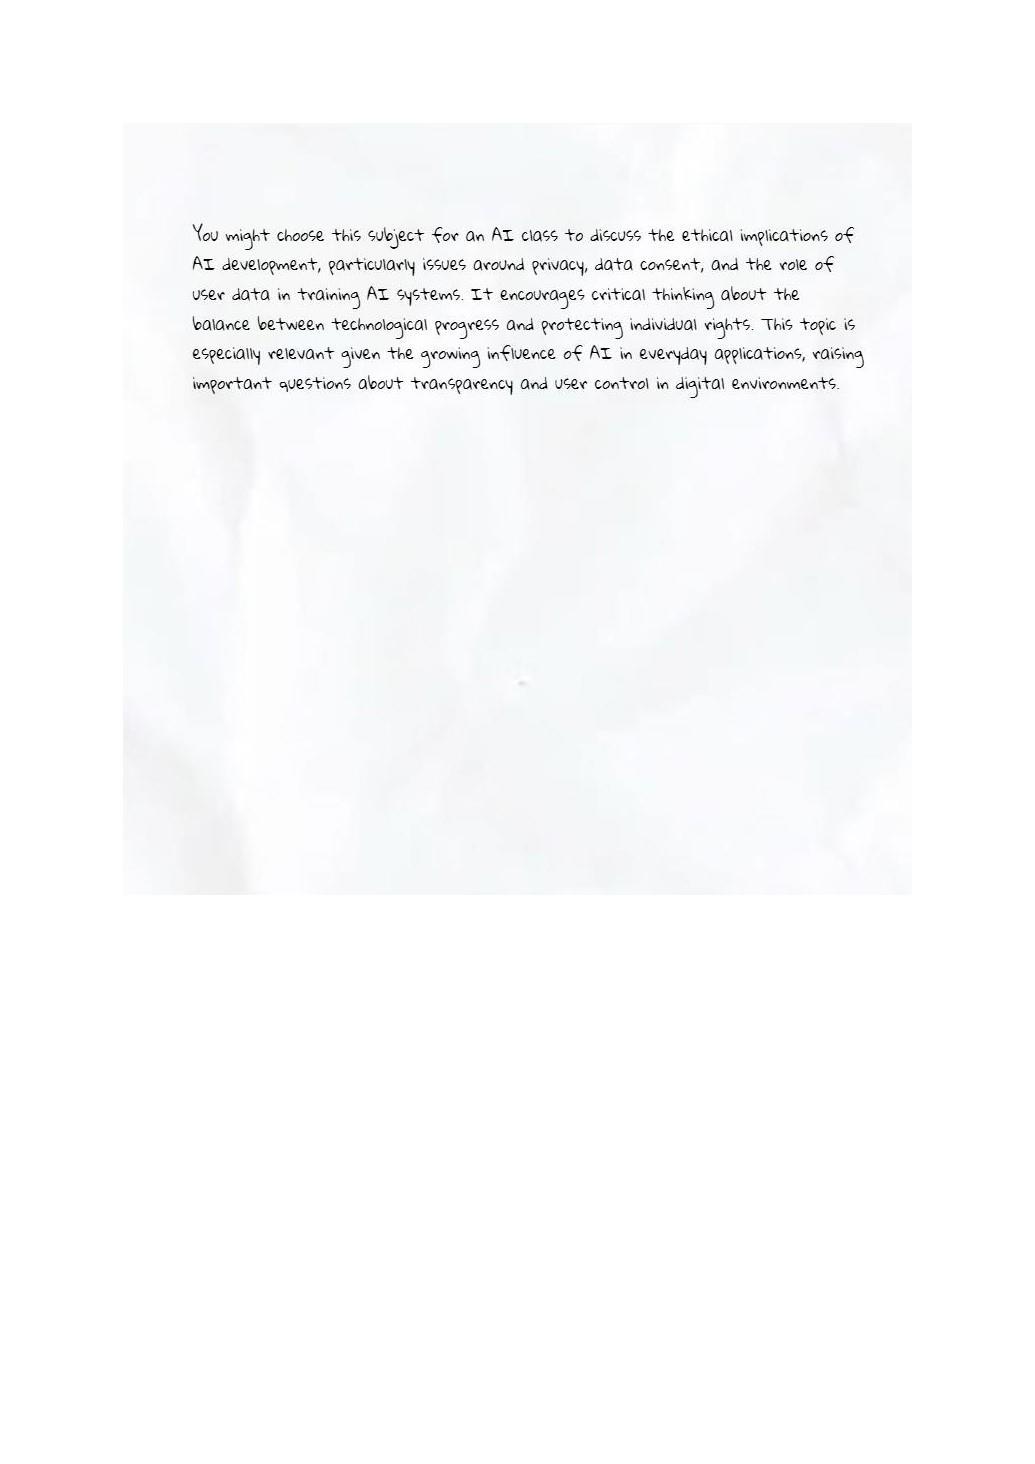 You might choose this subject for an AI class to discuss the ethical implications of
AI development, particularly issues around privacy, data consent, and the role of
user data in training AI systems. It encourages critical thinking about the
balance between technological progress and protecting individual rights. This topic is
especially relevant given the growing influence of AI in everyday applications, raising
important questions about transparency and user control in digital environments.